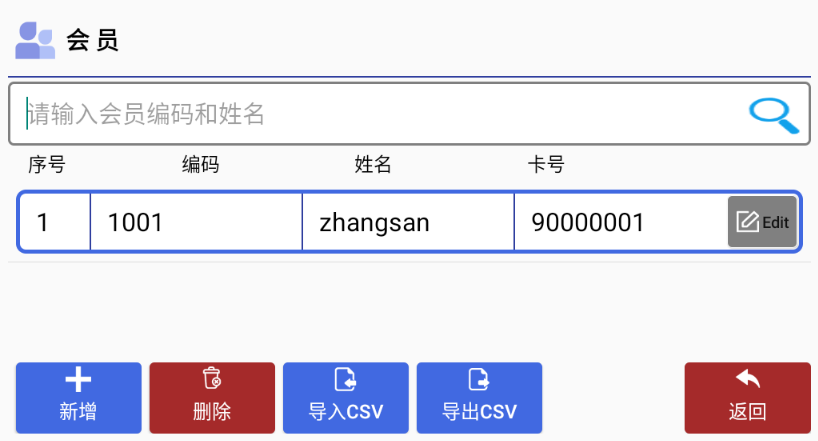 会员
请输入会员编码和姓名
序号 编码 姓名 卡号
1 1001 zhangsan 90000001 Edit
新增 删除 导入CSV 导出CSV 返回